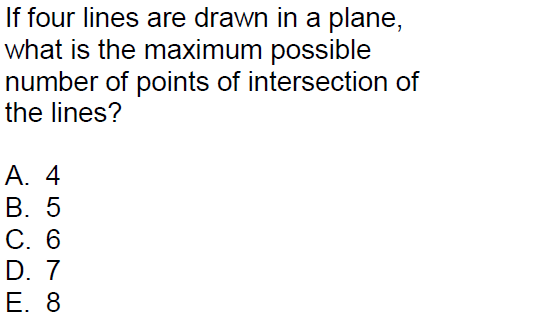 If four lines are drawn in a plane,
what is the maximum possible
number of points of intersection of
the lines?
A. 4
B. 5
C. 6
D. 7
E. 8